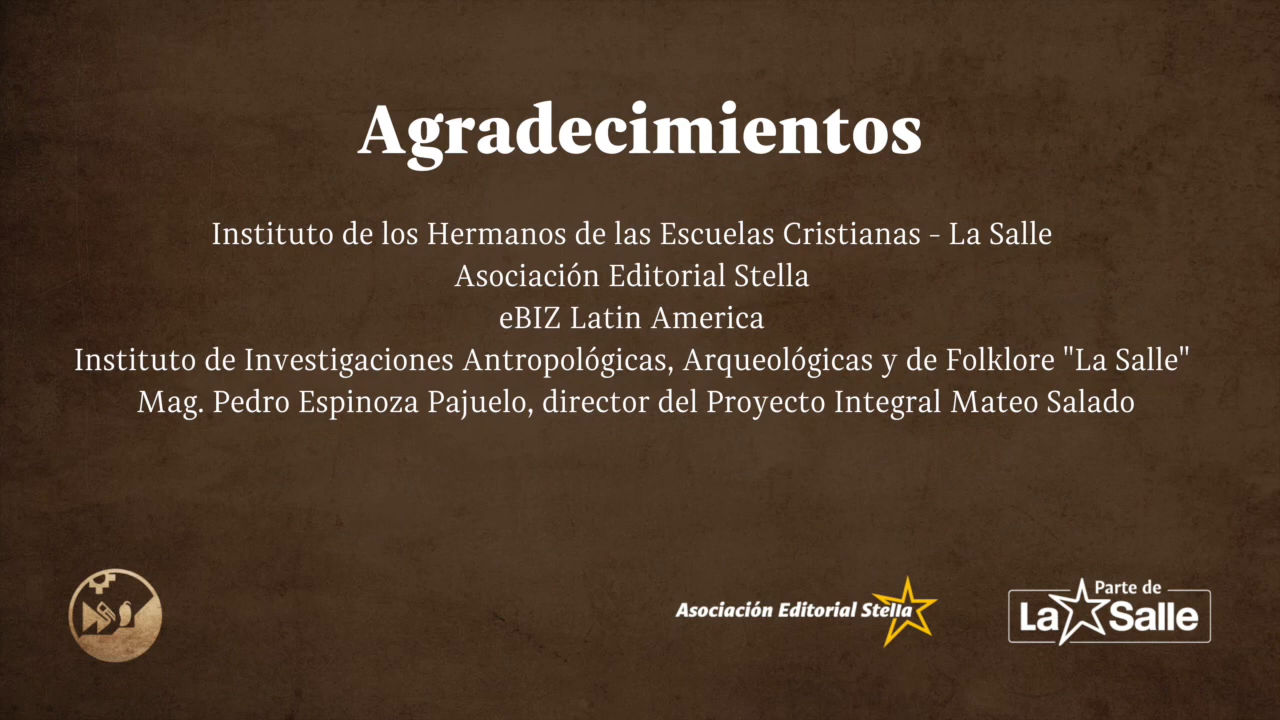 Agradecimientos
Instituto de los Hermanos de las Escuelas Cristianas - La Salle
Asociación Editorial Stella
eBIZ Latin America
Instituto de Investigaciones Antropológicas, Arqueológicas y de Folklore "La Salle"
Mag. Pedro Espinoza Pajuelo, director del Proyecto Integral Mateo Salado
Asociación Editorial Stella
Parte de
La Salle